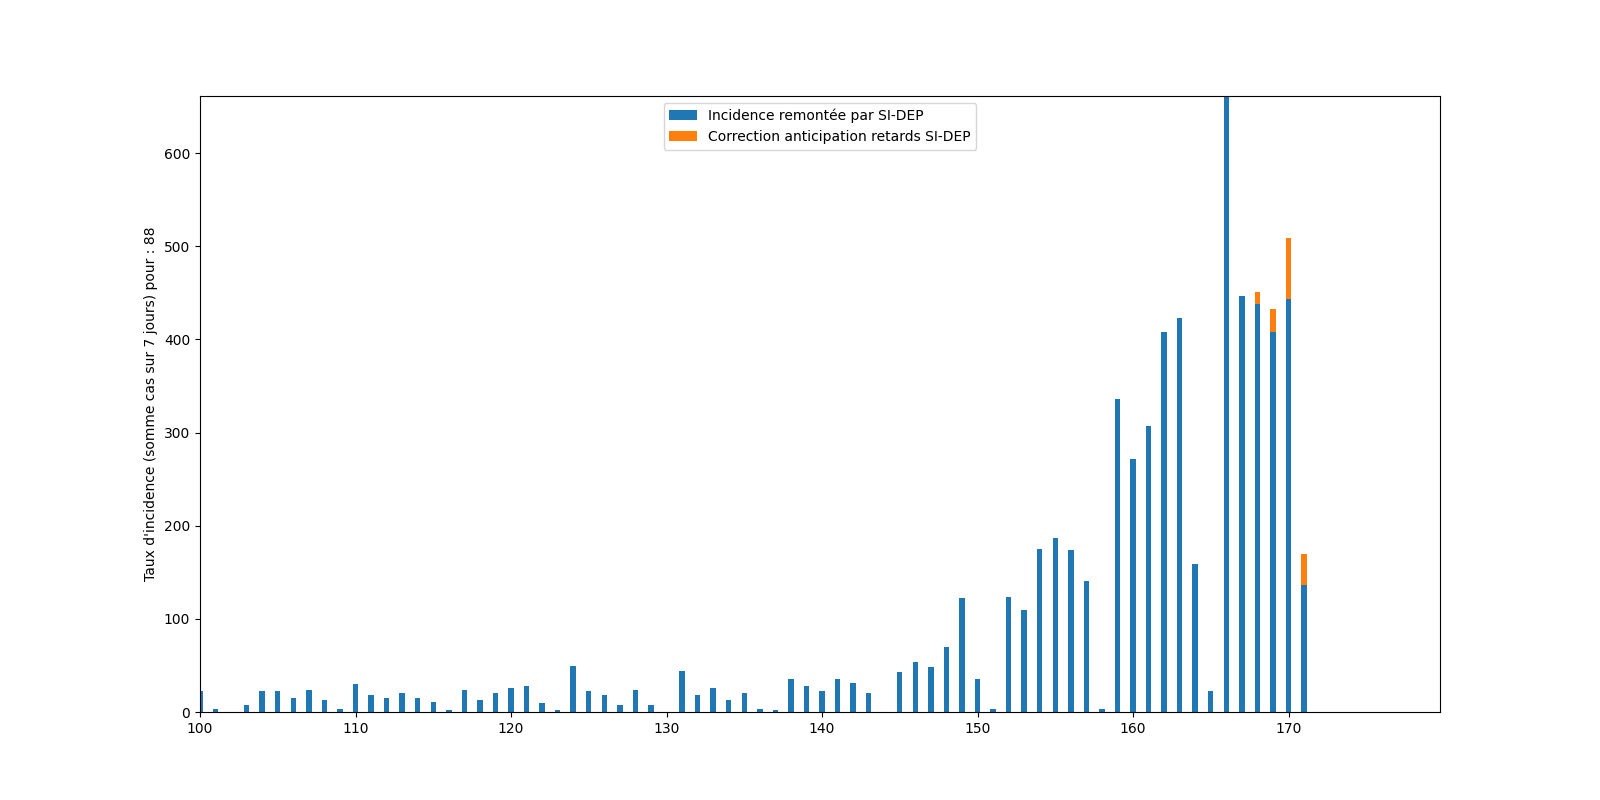 Incidence remontée par SI-DEP
Correction anticipation retards SI-DEP
Taux d'incidence (somme cas sur 7 jours) pour : 88
600
500
400
300
200
100
0
100 110 120 130 140 150 160 170